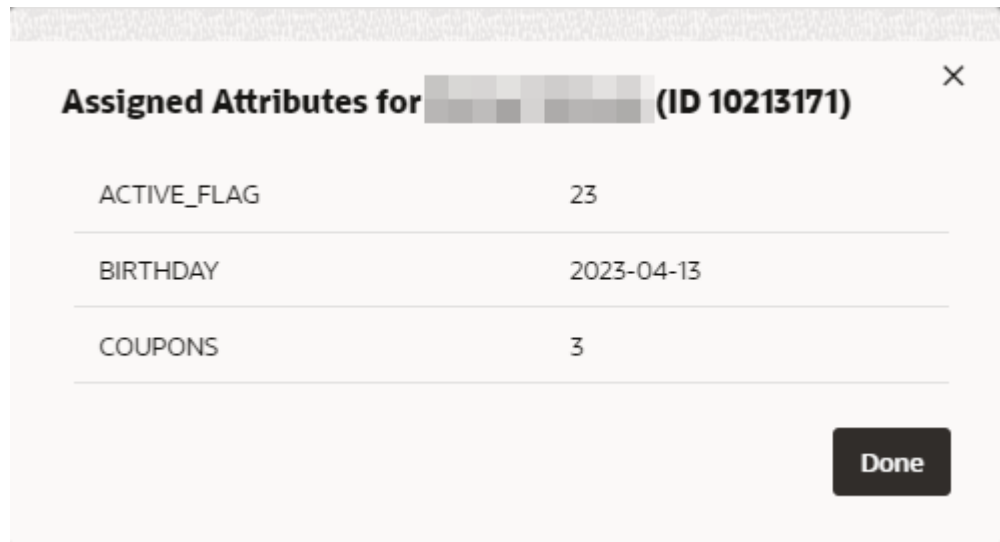 Assigned Attributes for (ID 10213171)
ACTIVE_FLAG 23
BIRTHDAY 2023-04-13
COUPONS 3
Done